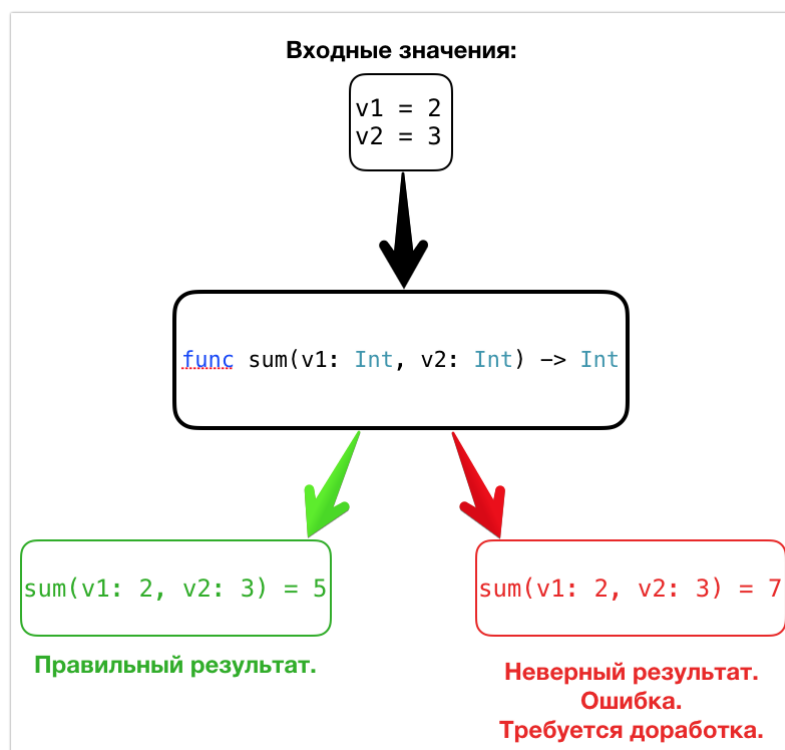 Входные значения:
v1 = 2
v2 = 3
func sum(v1: Int, v2: Int) -> Int
sum(v1: 2, v2: 3) = 5
sum(v1: 2, v2: 3) = 7
Правильный результат.
Неверный результат.
Ошибка.
Требуется доработка.